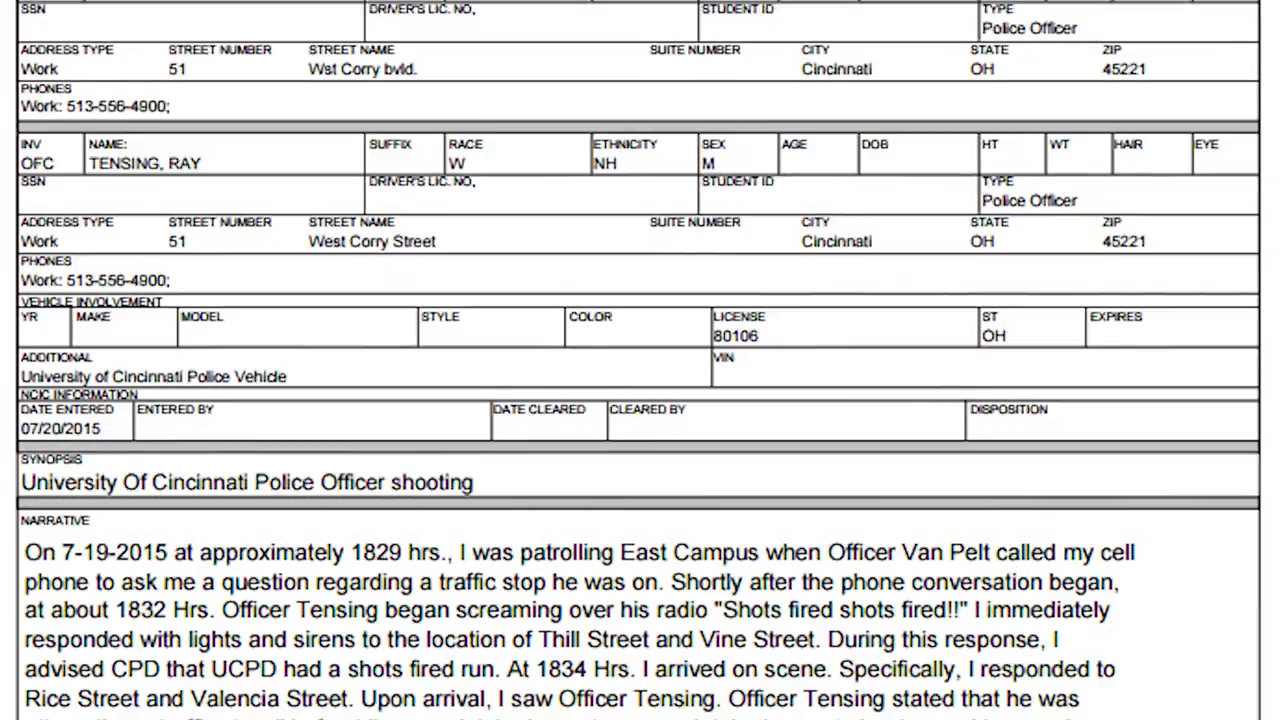 SSN DRIVER'S LIC. NO. STUDENT ID TYPE
Police Officer
ADDRESS TYPE STREET NUMBER STREET NAME SUITE NUMBER CITY STATE ZIP
Work 51 Wst Corry bvld. Cincinnati OH 45221
PHONES
Work: 513-556-4900;
INV NAME: SUFFIX RACE ETHNICITY SEX AGE DOB HT WT HAIR EYE
OFC TENSING, RAY W NH M
SSN DRIVER'S LIC. NO. STUDENT ID TYPE
Police Officer
ADDRESS TYPE STREET NUMBER STREET NAME SUITE NUMBER CITY STATE ZIP
Work 51 West Corry Street Cincinnati OH 45221
PHONES
Work: 513-556-4900;
VEHICLE INVOLVEMENT
YR MAKE MODEL STYLE COLOR LICENSE ST EXPIRES
80106 OH
ADDITIONAL VIN
University of Cincinnati Police Vehicle
NCIC INFORMATION
DATE ENTERED ENTERED BY DATE CLEARED CLEARED BY DISPOSITION
07/20/2015
SYNOPSIS
University Of Cincinnati Police Officer shooting
NARRATIVE
On 7-19-2015 at approximately 1829 hrs., I was patrolling East Campus when Officer Van Pelt called my cell
phone to ask me a question regarding a traffic stop he was on. Shortly after the phone conversation began,
at about 1832 Hrs. Officer Tensing began screaming over his radio "Shots fired shots fired!!" I immediately
responded with lights and sirens to the location of Thill Street and Vine Street. During this response, I
advised CPD that UCPD had a shots fired run. At 1834 Hrs. I arrived on scene. Specifically, I responded to
Rice Street and Valencia Street. Upon arrival, I saw Officer Tensing. Officer Tensing stated that he was